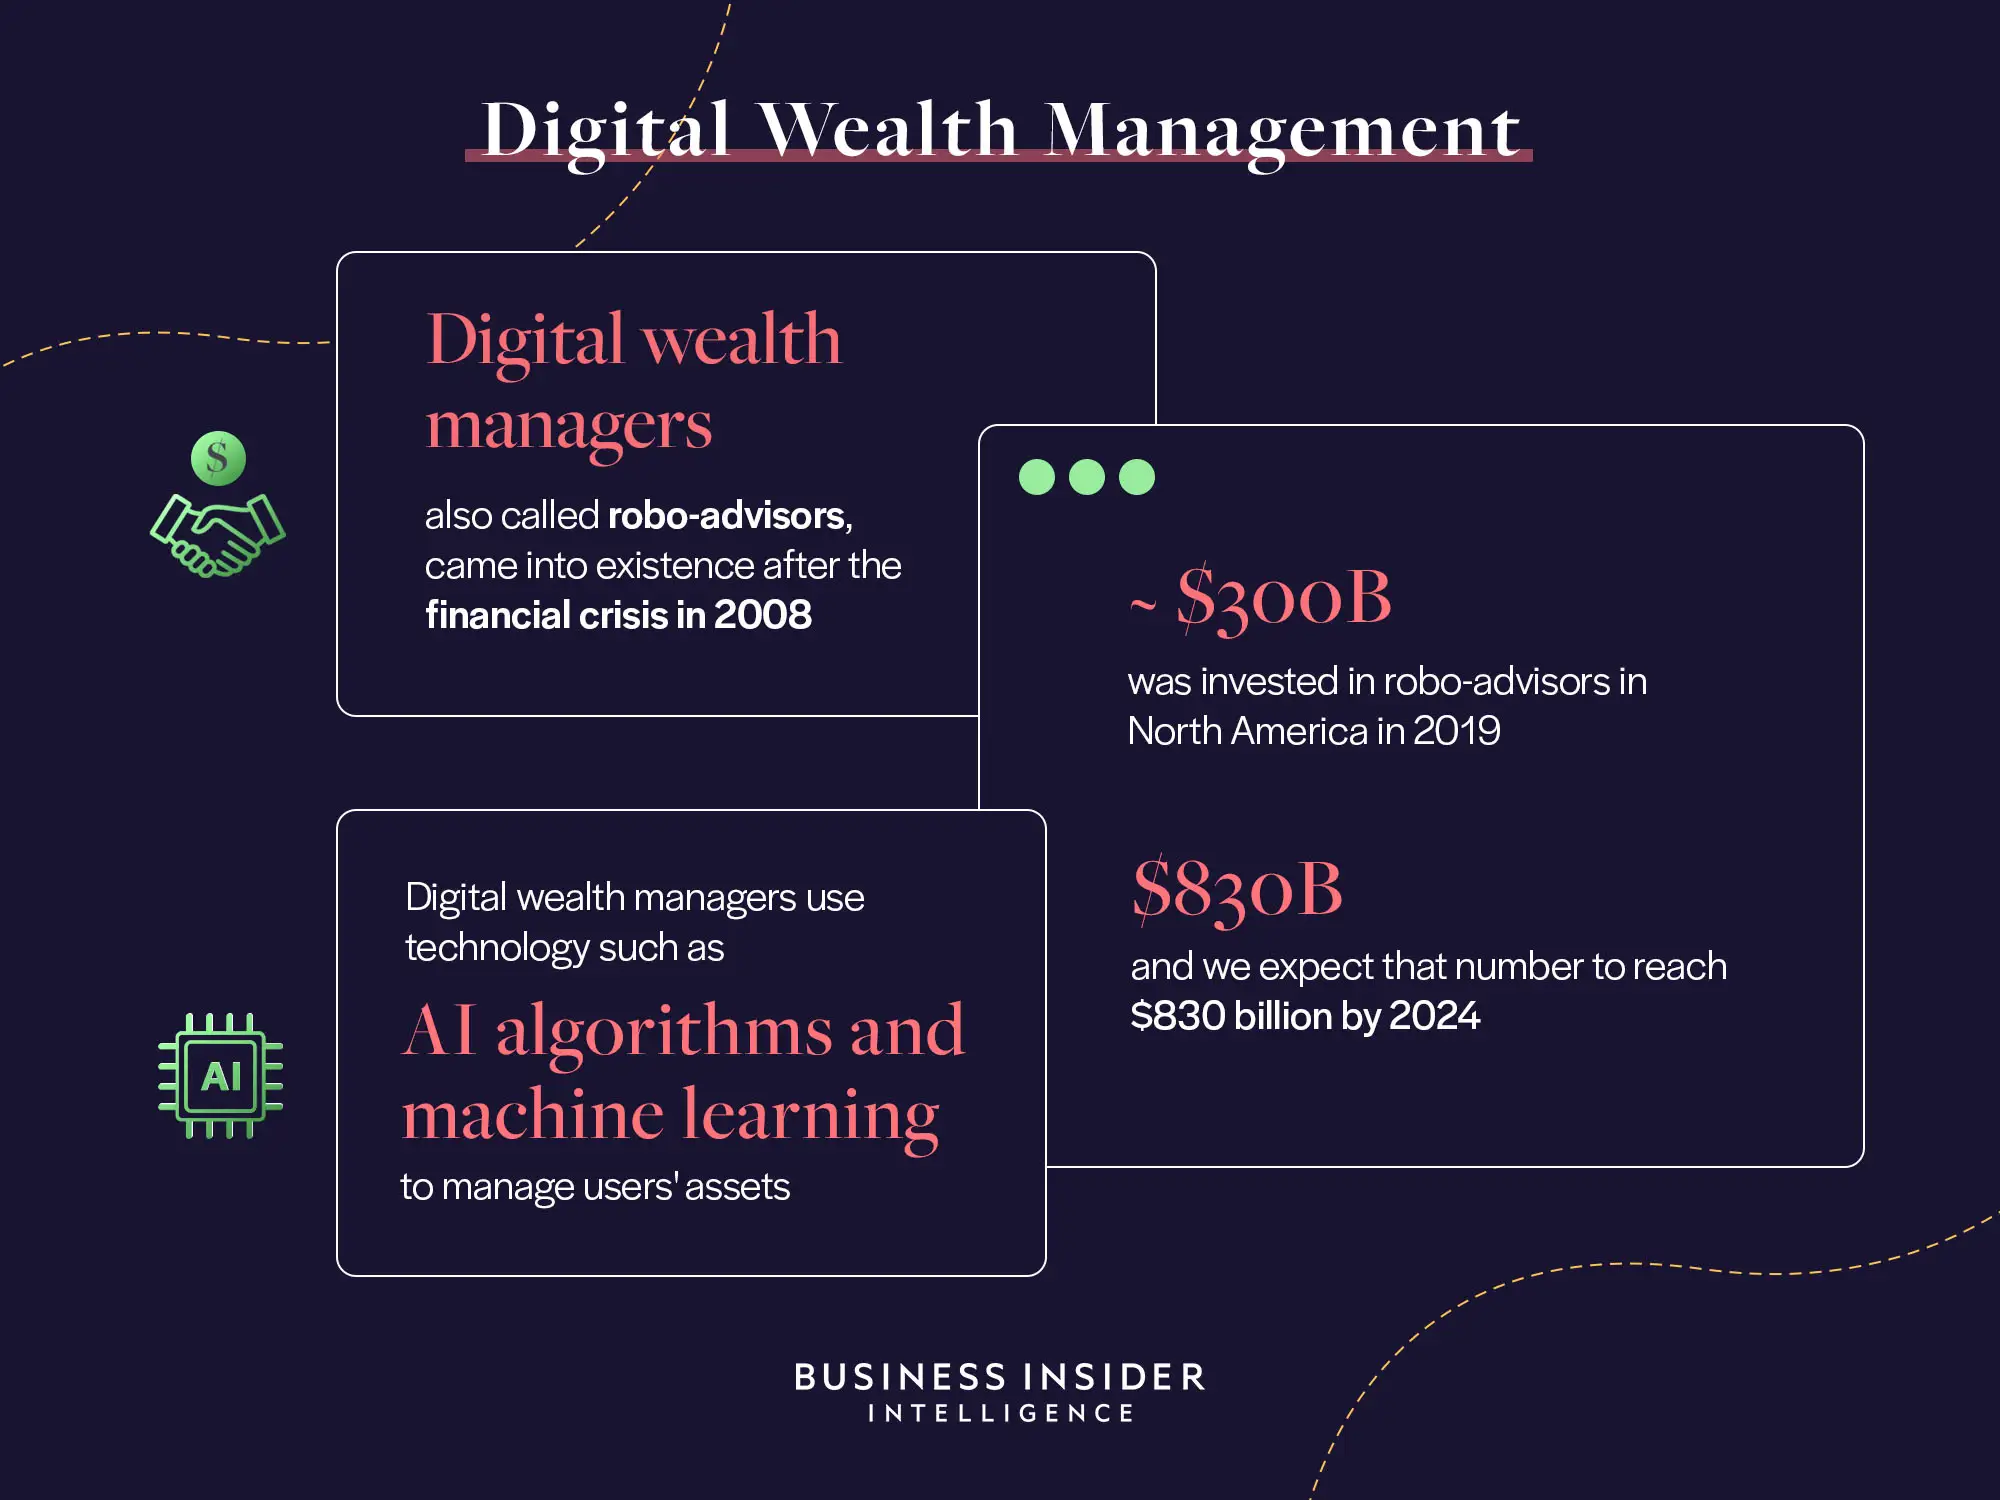 Digital Wealth Management
$
Digital wealth
managers
also called robo-advisors,
came into existence after the
financial crisis in 2008
~ $300B
was invested in robo-advisors in
North America in 2019
$830B
and we expect that number to reach
$830 billion by 2024
Digital wealth managers use
technology such as
AI algorithms and
machine learning
to manage users' assets
AI
BUSINESS INSIDER
INTELLIGENCE